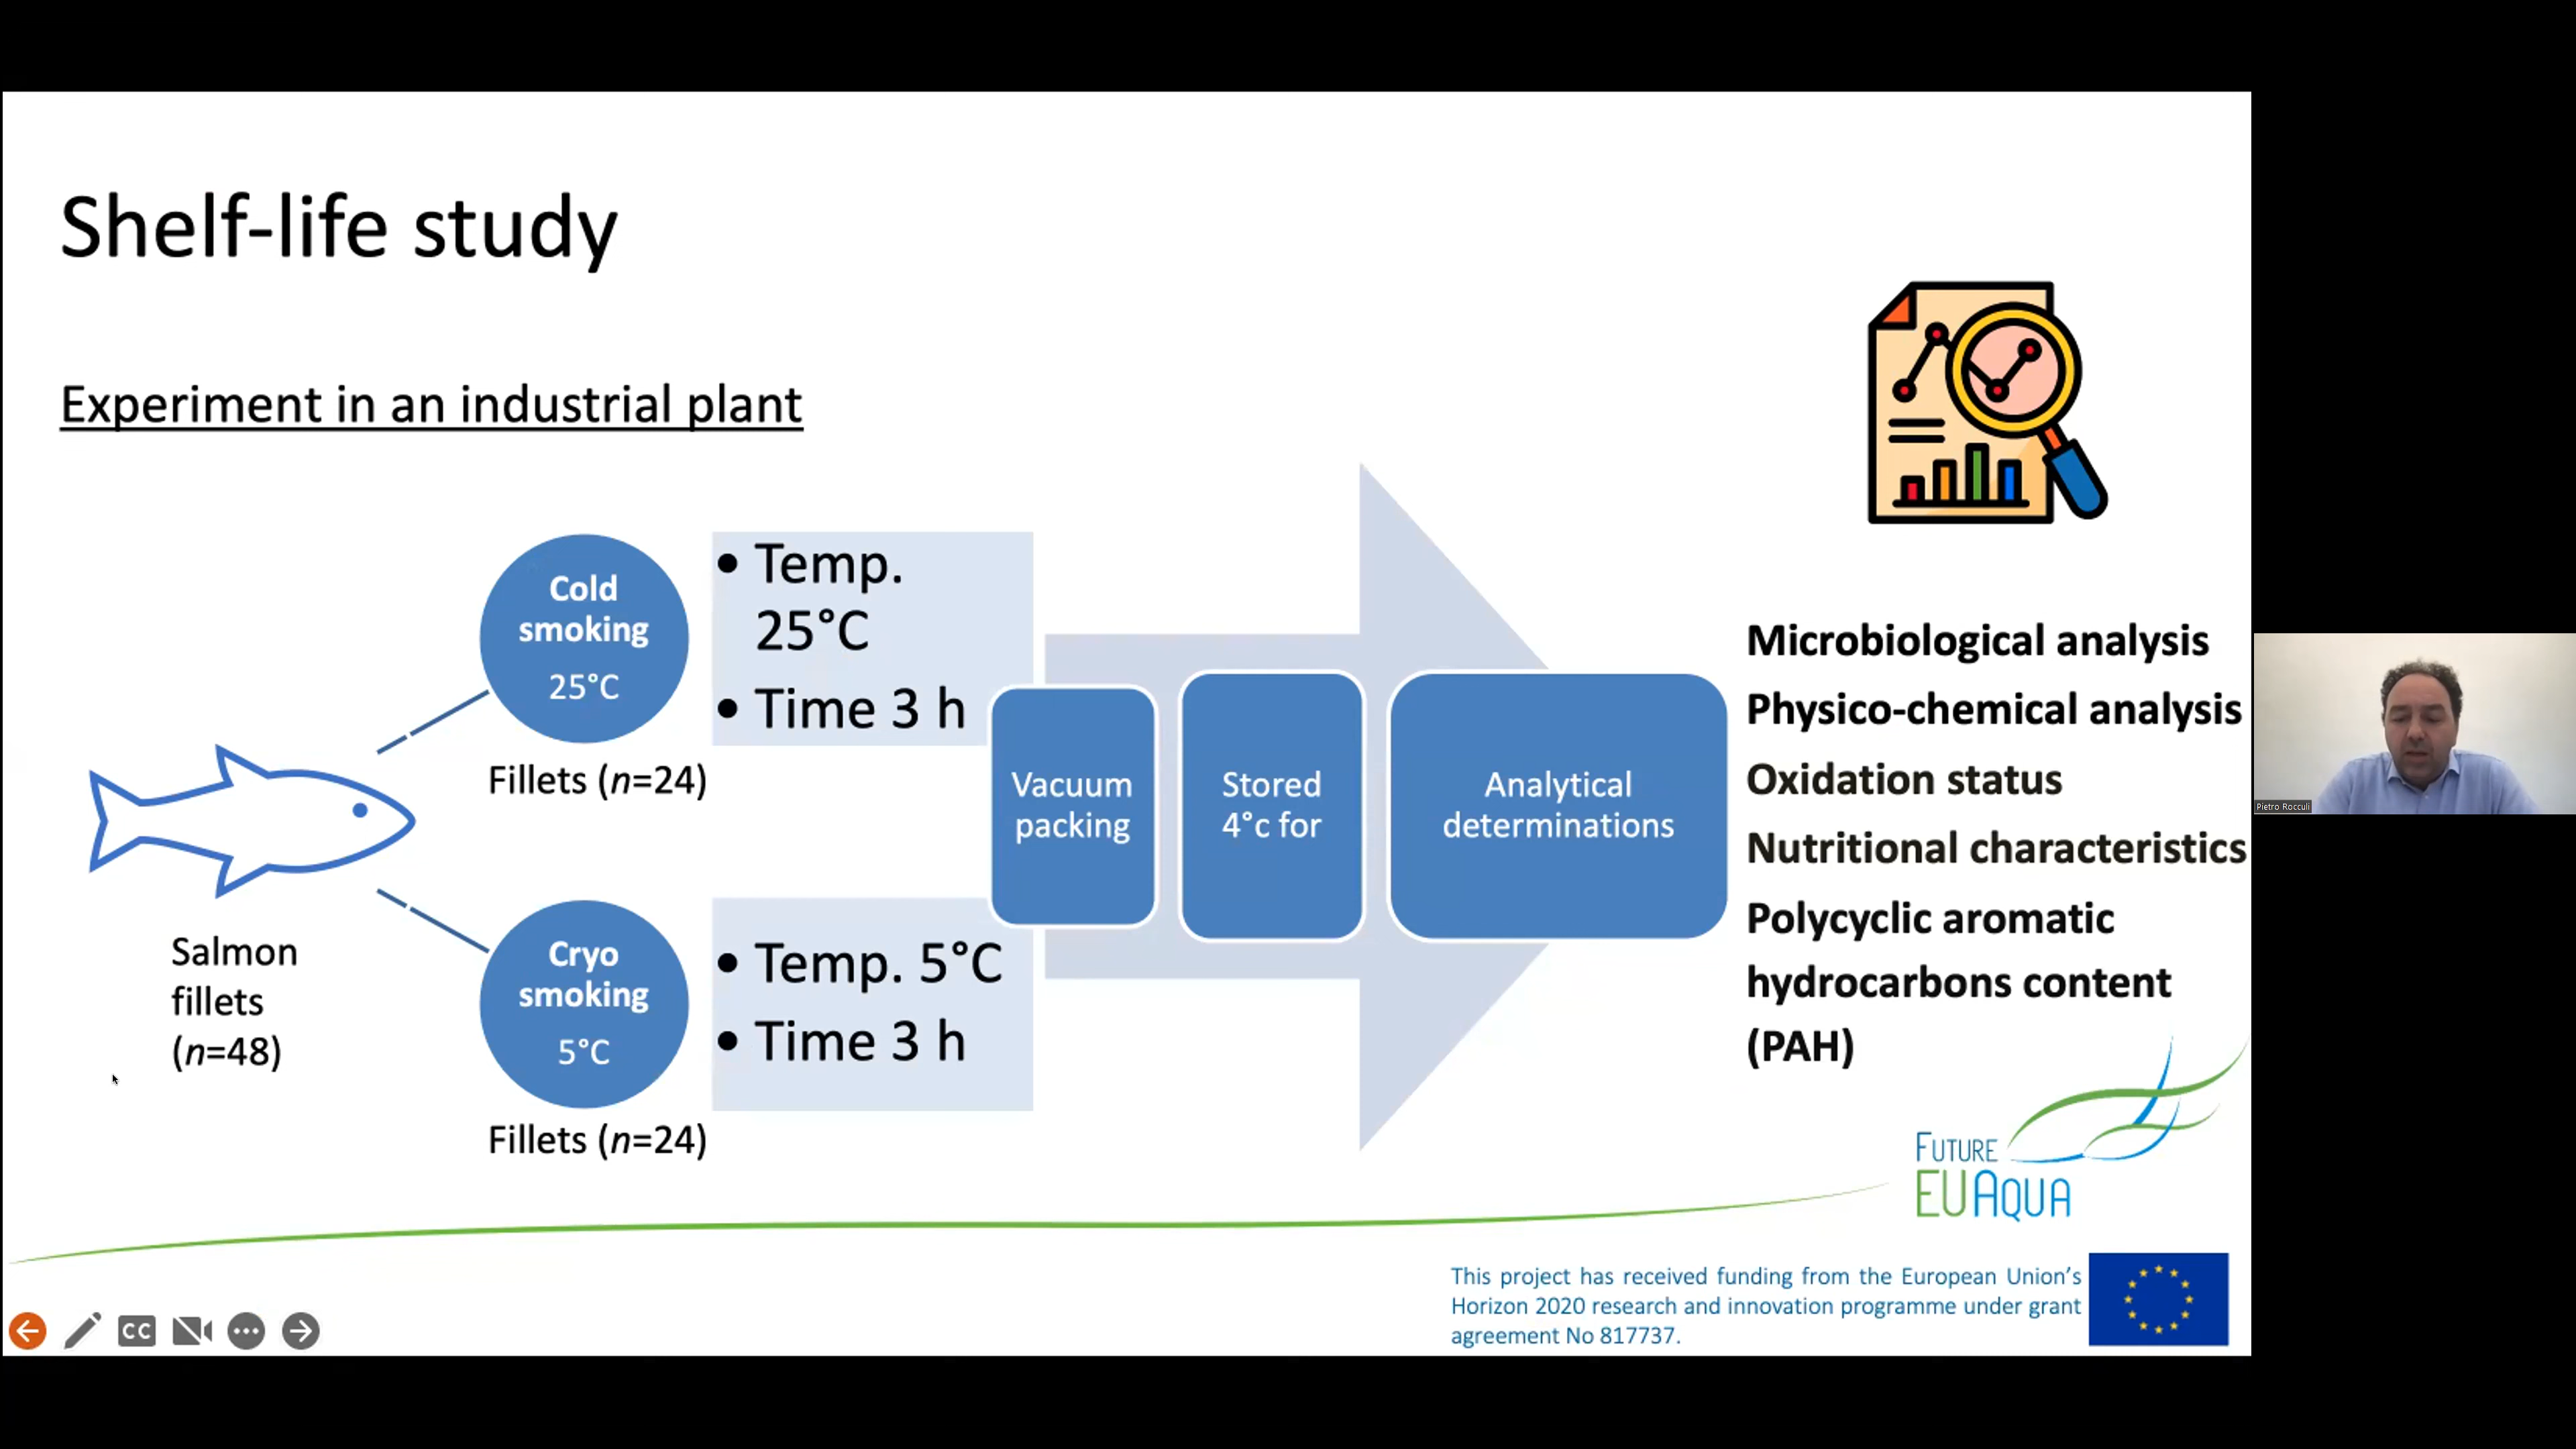 Shelf-life study
Experiment in an industrial plant
Cold
smoking
25°C
Fillets (n=24)
• Temp.
25°C
• Time 3 h
Salmon
fillets
(n=48)
Cryo
smoking
5°C
Fillets (n=24)
• Temp. 5°C
• Time 3 h
Vacuum
packing
Stored
4°c for
Analytical
determinations
Microbiological analysis
Physico-chemical analysis
Oxidation status
Nutritional characteristics
Polycyclic aromatic
hydrocarbons content
(PAH)
FUTURE
EUAQUA
This project has received funding from the European Union's
Horizon 2020 research and innovation programme under grant
agreement No 817737.
CC
Pietro Rocculi